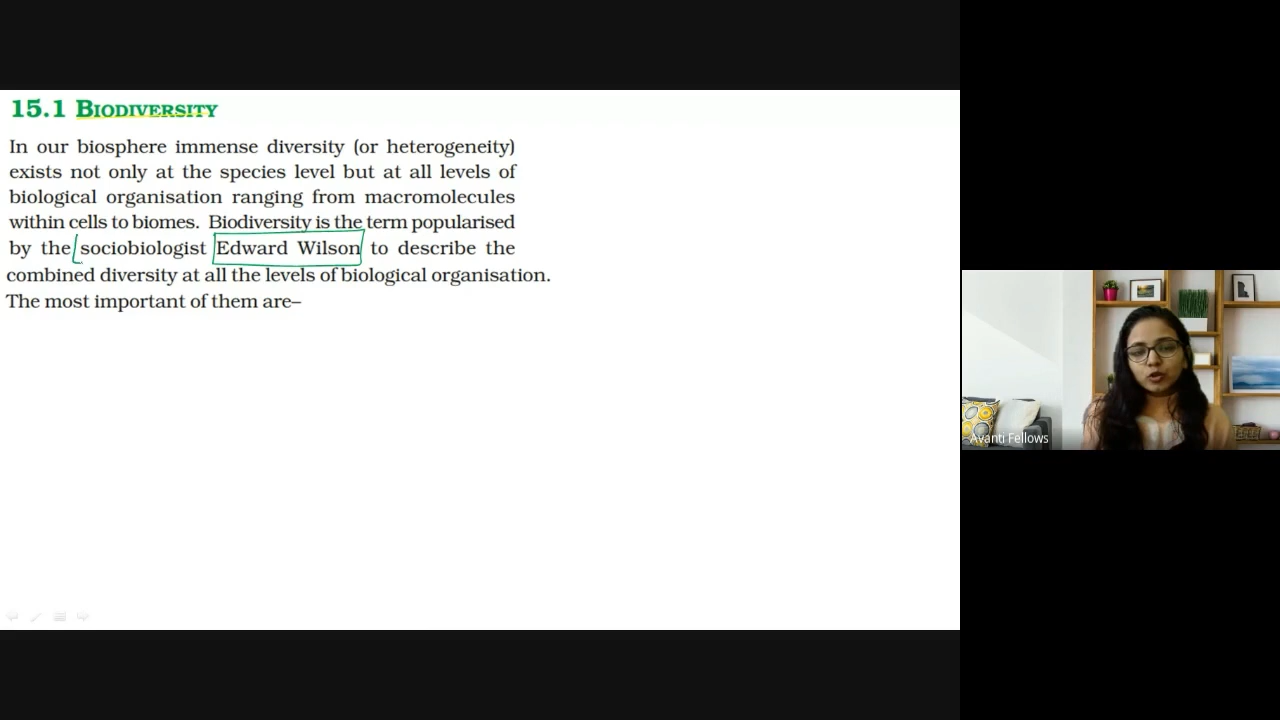 15.1 BIODIVERSITY
In our biosphere immense diversity (or heterogeneity)
exists not only at the species level but at all levels of
biological organisation ranging from macromolecules
within cells to biomes. Biodiversity is the term popularised
by the sociobiologist Edward Wilson to describe the
combined diversity at all the levels of biological organisation.
The most important of them are–
Avanti Fellows